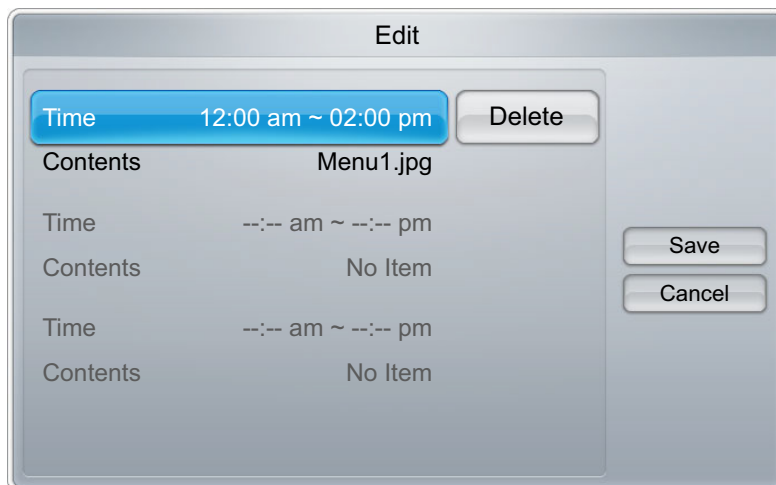 Edit
Time 12:00 am ~ 02:00 pm Delete
Contents Menu1.jpg
Time --:-- am ~ --:-- pm
Contents No Item
Time --:-- am ~ --:-- pm
Contents No Item
Save
Cancel